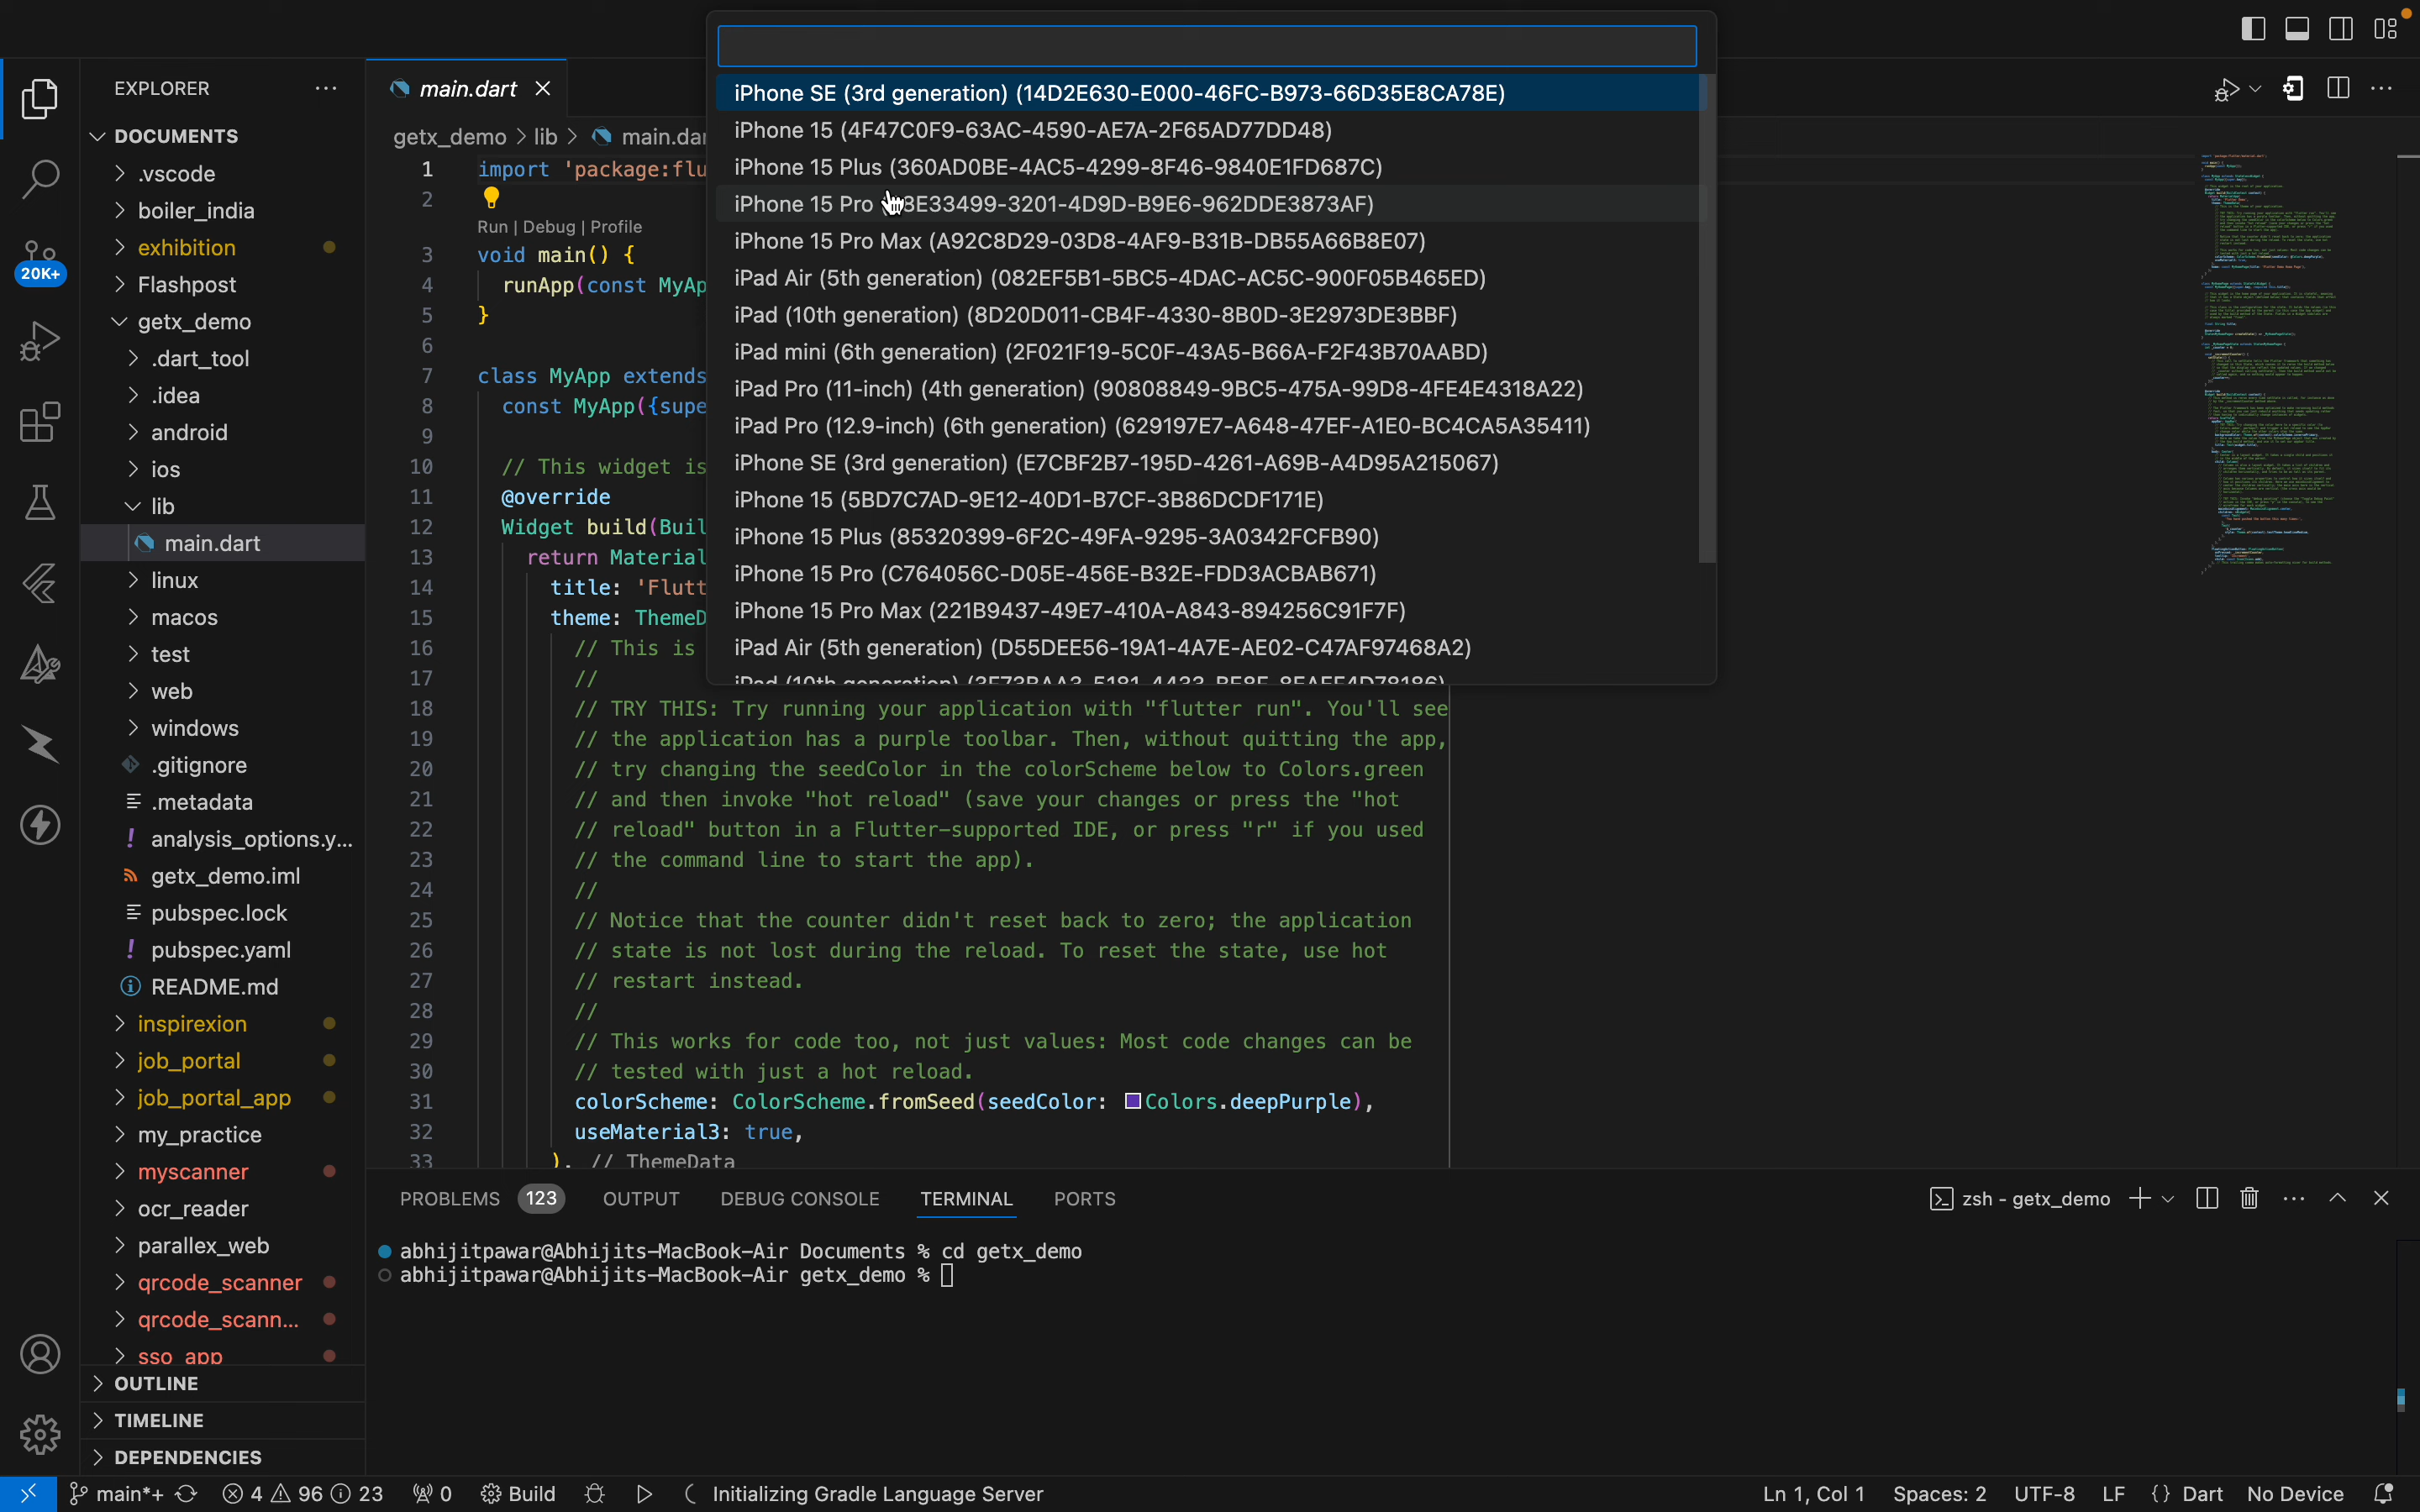 EXPLORER
DOCUMENTS
.vscode
boiler_india
exhibition
20K+
Flashpost
getx_demo
.dart_tool
.idea
android
ios
lib
main.dart
linux
macos
test
web
windows
.gitignore
.metadata
analysis_options.y...
getx_demo.iml
pubspec.lock
pubspec.yaml
README.md
inspirexion
job_portal
job_portal_app
my_practice
myscanner
ocr_reader
parallex_web
qrcode_scanner
qrcode_scann...
sso_app
OUTLINE
TIMELINE
DEPENDENCIES
main.dart
getx_demo > lib > main.dar
iPhone SE (3rd generation) (14D2E630-E000-46FC-B973-66D35E8CA78E)
iPhone 15 (4F47C0F9-63AC-4590-AE7A-2F65AD77DD48)
iPhone 15 Plus (360AD0BE-4AC5-4299-8F46-9840E1FD687C)
iPhone 15 Pro 8E33499-3201-4D9D-B9E6-962DDE3873AF)
iPhone 15 Pro Max (A92C8D29-03D8-4AF9-B31B-DB55A66B8E07)
iPad Air (5th generation) (082EF5B1-5BC5-4DAC-AC5C-900F05B465ED)
iPad (10th generation) (8D20D011-CB4F-4330-8B0D-3E2973DE3BBF)
iPad mini (6th generation) (2F021F19-5C0F-43A5-B66A-F2F43B70AABD)
iPad Pro (11-inch) (4th generation) (90808849-9BC5-475A-99D8-4FE4E4318A22)
iPad Pro (12.9-inch) (6th generation) (629197E7-A648-47EF-A1E0-BC4CA5A35411)
iPhone SE (3rd generation) (E7CBF2B7-195D-4261-A69B-A4D95A215067)
iPhone 15 (5BD7C7AD-9E12-40D1-B7CF-3B86DCDF171E)
iPhone 15 Plus (85320399-6F2C-49FA-9295-3A0342FCFB90)
iPhone 15 Pro (C764056C-D05E-456E-B32E-FDD3ACBAB671)
iPhone 15 Pro Max (221B9437-49E7-410A-A843-894256C91F7F)
iPad Air (5th generation) (D55DEE56-19A1-4A7E-AE02-C47AF97468A2)
iPad (10th generation)
1 import 'package:flu
2
Run | Debug | Profile
3 void main() {
4 runApp(const MyAp
5 }
6
7 class MyApp extends
8 const MyApp({supe
9
10 // This widget is
11 @override
12 Widget build(Buil
13 return Material
14 title: 'Flutt
15 theme: ThemeD
16 // This is
17 //
18 // TRY THIS: Try running your application with "flutter run". You'll see
19 // the application has a purple toolbar. Then, without quitting the app,
20 // try changing the seedColor in the colorScheme below to Colors.green
21 // and then invoke "hot reload" (save your changes or press the "hot
22 // reload" button in a Flutter-supported IDE, or press "r" if you used
23 // the command line to start the app).
24 //
25 // Notice that the counter didn't reset back to zero; the application
26 // state is not lost during the reload. To reset the state, use hot
27 // restart instead.
28 //
29 // This works for code too, not just values: Most code changes can be
30 // tested with just a hot reload.
31 colorScheme: ColorScheme.fromSeed(seedColor: Colors.deepPurple),
32 useMaterial3: true,
33 ), // ThemeData
PROBLEMS 123 OUTPUT DEBUG CONSOLE TERMINAL PORTS
zsh - getx_demo
abhijitpawar@Abhijits-MacBook-Air Documents % cd getx_demo
abhijitpawar@Abhijits-MacBook-Air getx_demo %
main*+ 4 96 23 0 Build Initializing Gradle Language Server
Ln 1, Col 1 Spaces: 2 UTF-8 LF {} Dart No Device